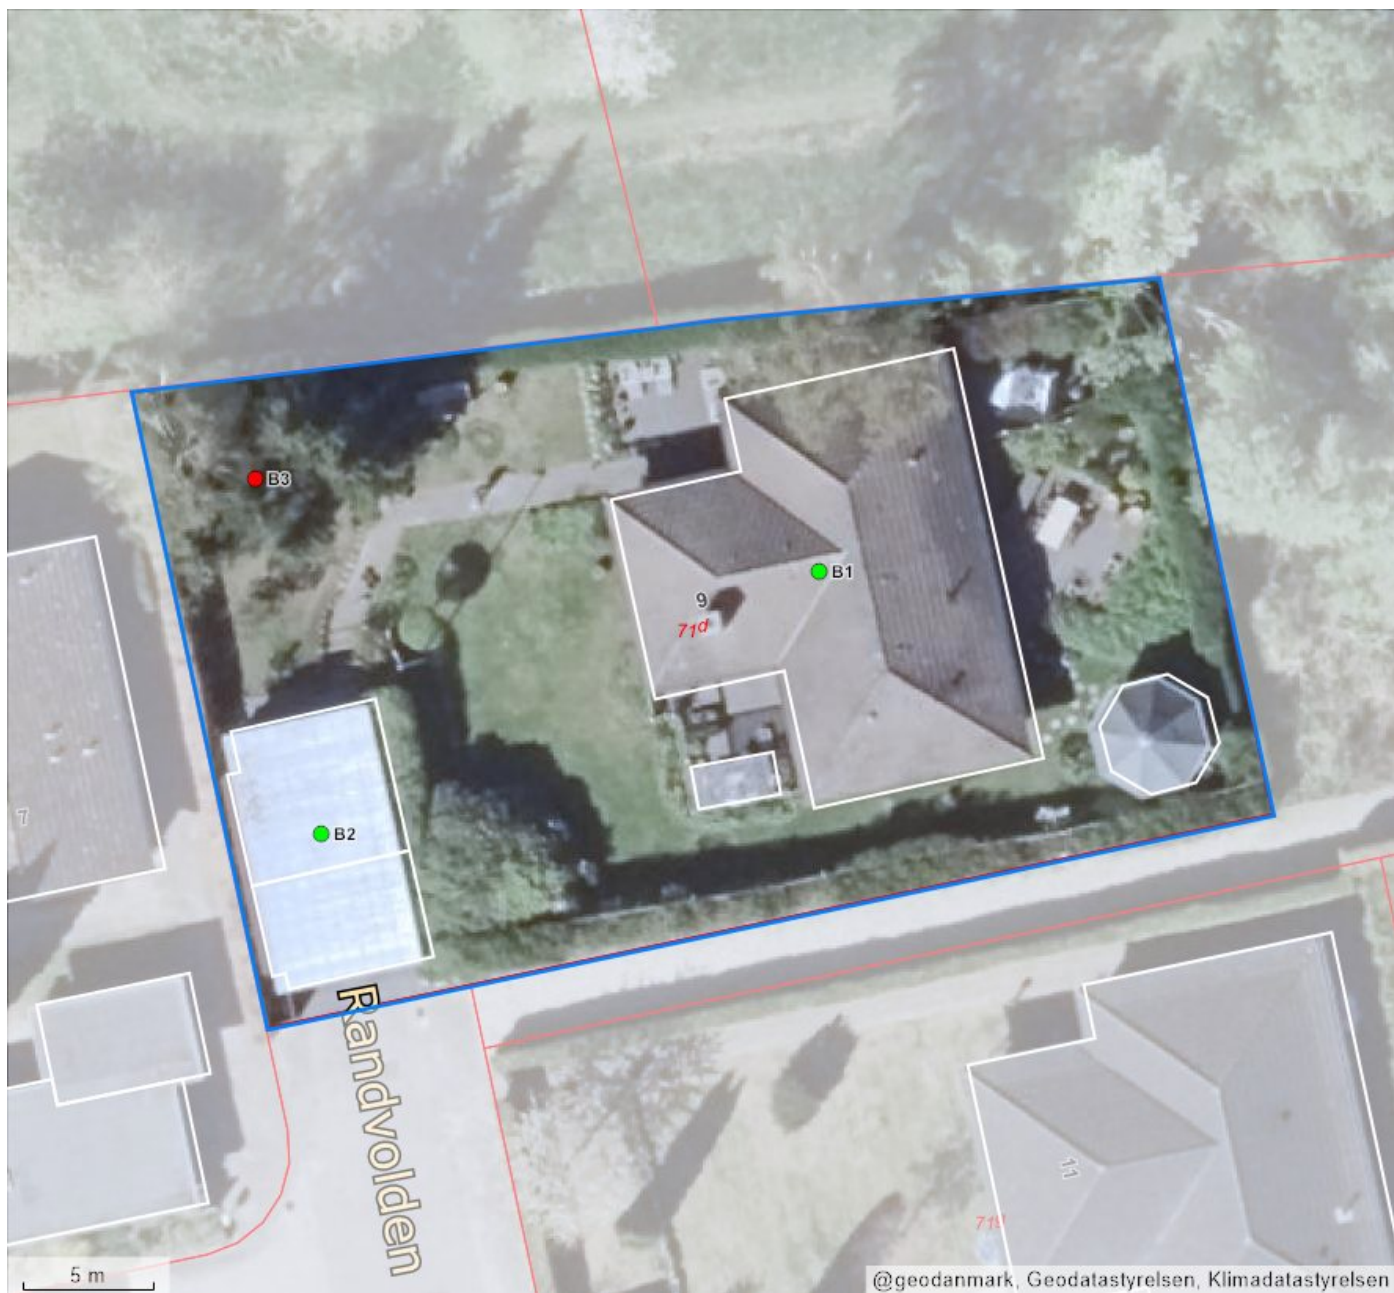 B3
B1
9
71d
7
B2
Randvolden
11
5 m
@geodanmark, Geodatastyrelsen, Klimadatastyrelsen